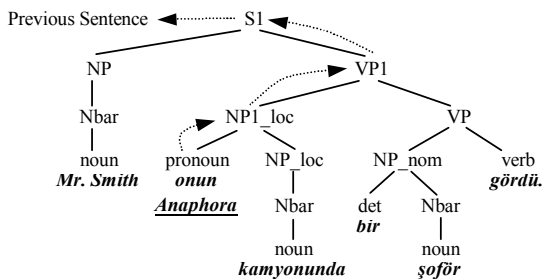 Previous Sentence S1
NP VP1
Nbar NP1_loc VP
noun pronoun NP_loc NP_nom verb
Mr. Smith onun gördü.
Anaphora Nbar det Nbar
bir
noun noun
kamyonunda şoför